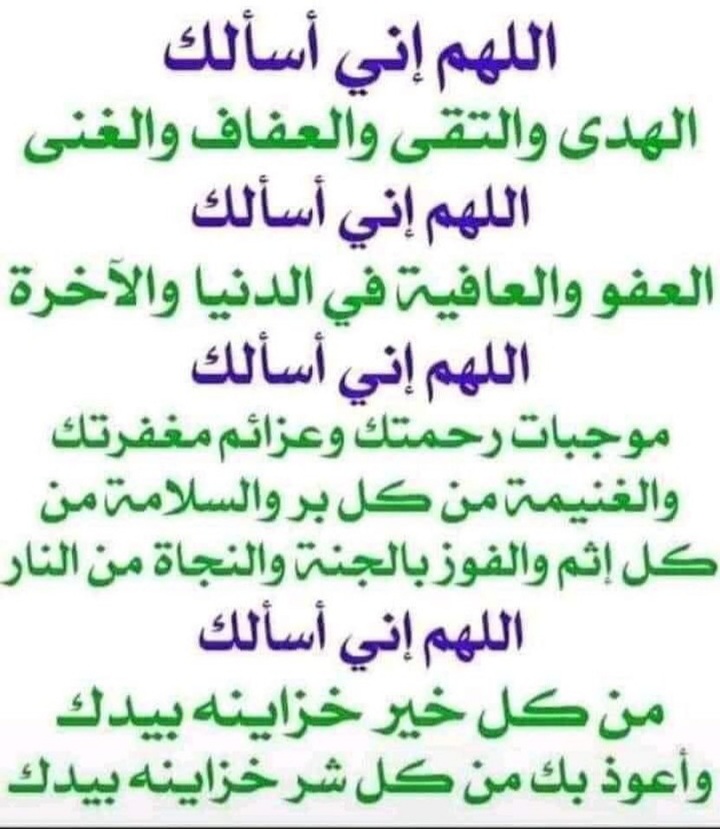 اللهم إني أسألك
الهدى والتقى والعفاف والغنى
اللهم إني أسألك
العفو والعافية في الدنيا والآخرة
اللهم إني أسألك
موجبات رحمتك وعزائم مغفرتك
والغنيمة من كل بر والسلامة من
كل إثم والفوز بالجنة والنجاة من النار
اللهم إني أسألك
من كل خير خزاينه بيدك
وأعوذ بك من كل شر خزاينه بيدك